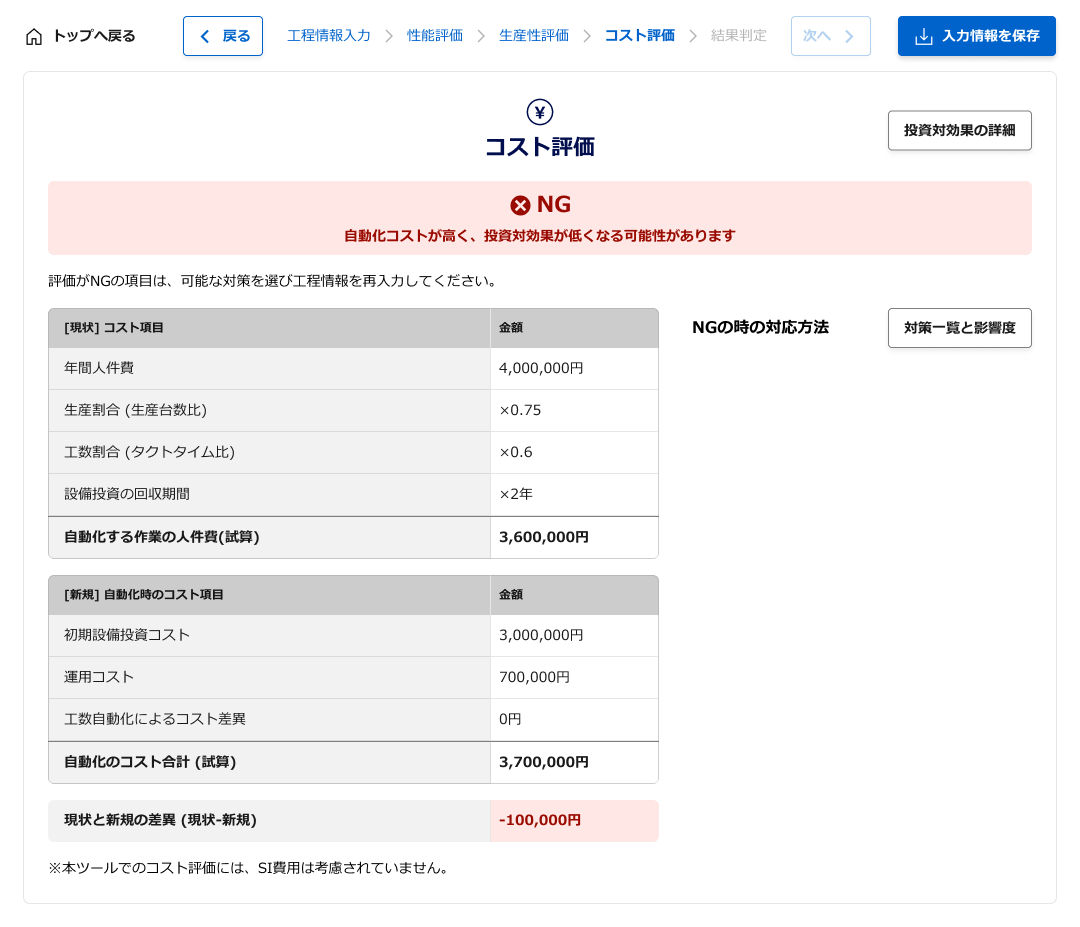 トップへ戻る
戻る
工程情報入力
性能評価
生産性評価
コスト評価
結果判定
次へ
入力情報を保存
¥
コスト評価
投資対効果の詳細
NG
自動化コストが高く、投資対効果が低くなる可能性があります
評価がNGの項目は、可能な対策を選び工程情報を再入力してください。
[現状] コスト項目 金額
年間人件費 4,000,000円
生産割合 (生産台数比) ×0.75
工数割合 (タクトタイム比) ×0.6
設備投資の回収期間 ×2年
自動化する作業の人件費(試算) 3,600,000円
NGの時の対応方法
対策一覧と影響度
[新規] 自動化時のコスト項目 金額
初期設備投資コスト 3,000,000円
運用コスト 700,000円
工数自動化によるコスト差異 0円
自動化のコスト合計 (試算) 3,700,000円
現状と新規の差異 (現状-新規) -100,000円
※本ツールでのコスト評価には、SI費用は考慮されていません。